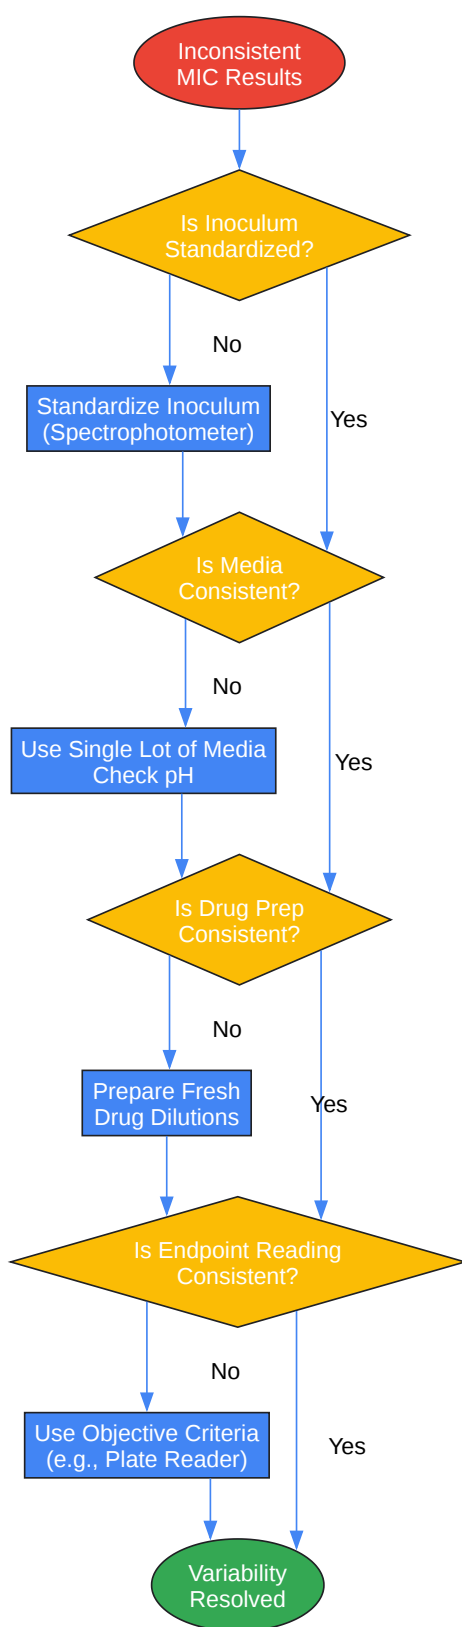 Inconsistent
MIC Results
Is Inoculum
Standardized?
No
Standardize Inoculum
(Spectrophotometer)
Yes
Is Media
Consistent?
No
Use Single Lot of Media
Check pH
Yes
Is Drug Prep
Consistent?
No
Prepare Fresh
Drug Dilutions
Yes
Is Endpoint Reading
Consistent?
No
Use Objective Criteria
(e.g., Plate Reader)
Yes
Variability
Resolved